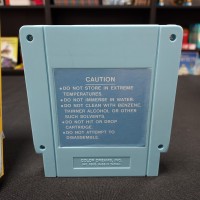 CAUTION
•DO NOT STORE IN EXTREME
TEMPERATURES.
•DO NOT IMMERSE IN WATER.
•DO NOT CLEAN WITH BENZENE,
THINNER, ALCOHOL OR OTHER
SUCH SOLVENTS.
•DO NOT HIT OR DROP
CARTRIDGE.
•DO NOT ATTEMPT TO
DISASSEMBLE.